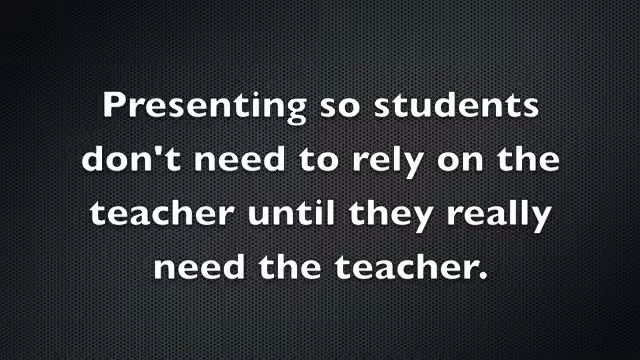 Presenting so students
don't need to rely on the
teacher until they really
need the teacher.